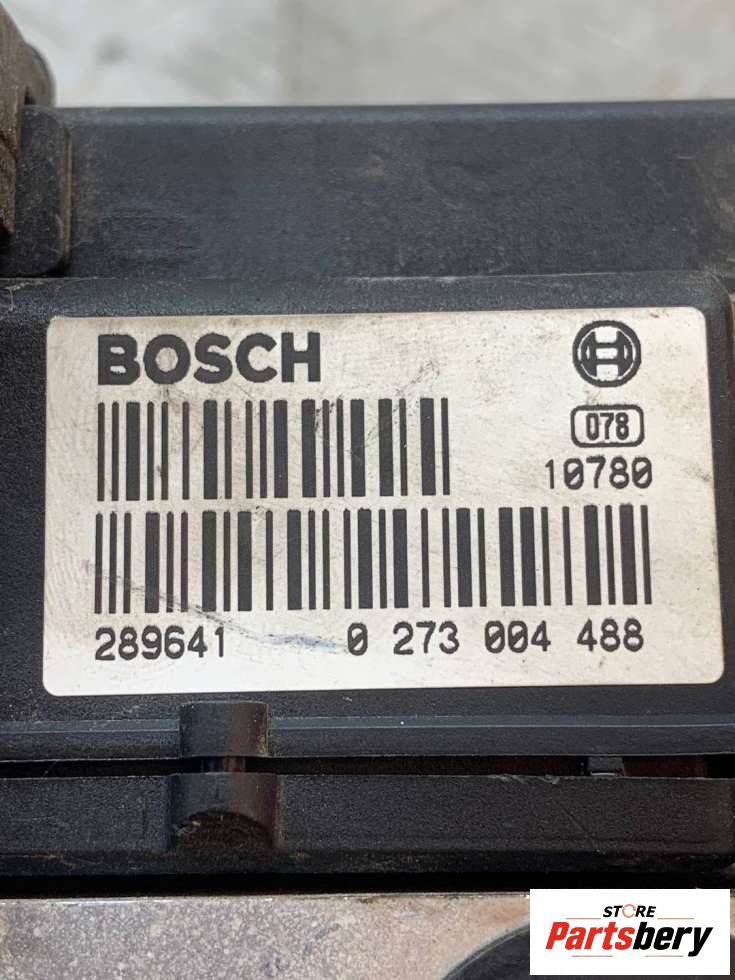 BOSCH
078
10780
289641 0 273 004 488
STORE
Partsbery